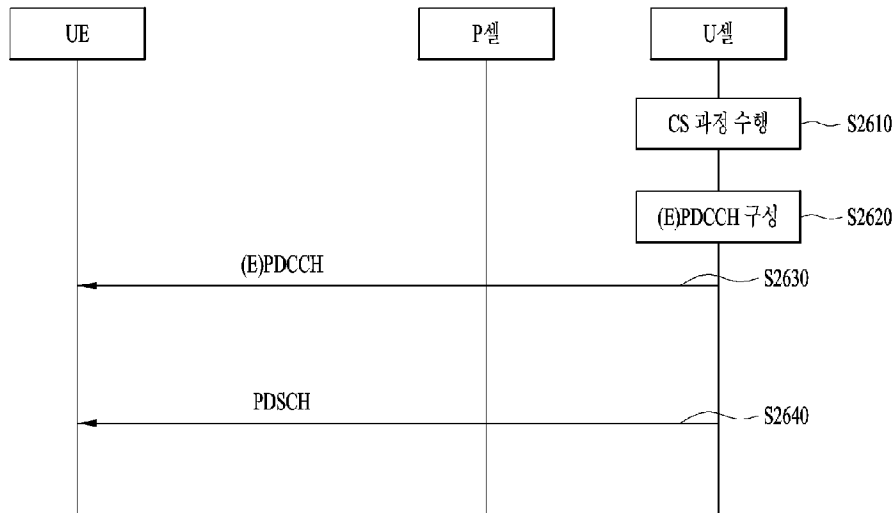 UE
P셀
U셀
CS 과정 수행
S2610
(E)PDCCH 구성
S2620
(E)PDCCH
S2630
PDSCH
S2640